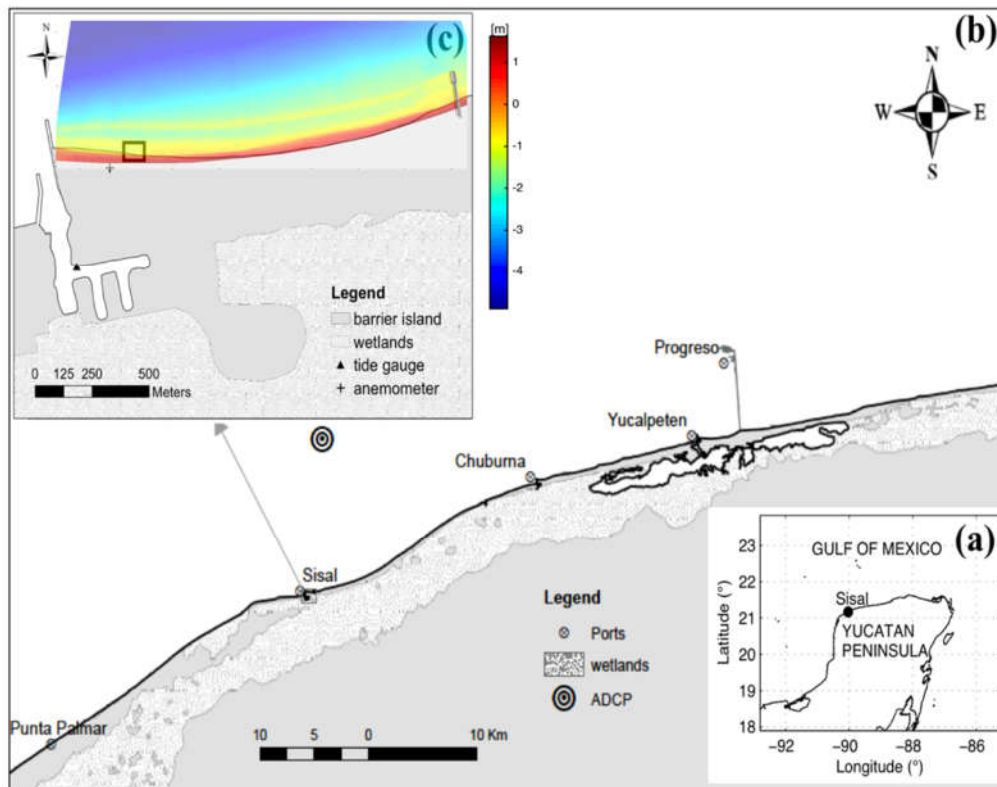 (c)
N
[m]
1
0
-1
-2
-3
-4
Legend
barrier island
wetlands
tide gauge
anemometer
0 125 250 500
Meters
(b)
N
W E
S
Progreso
Yucalpeten
Chuburna
Sisal
Punta Palmar
Legend
Ports
wetlands
ADCP
10 5 0 10 Km
(a)
GULF OF MEXICO
Sisal
YUCATAN
PENINSULA
Latitude (°)
23
22
21
20
19
18
−92 −90 −88 −86
Longitude (°)